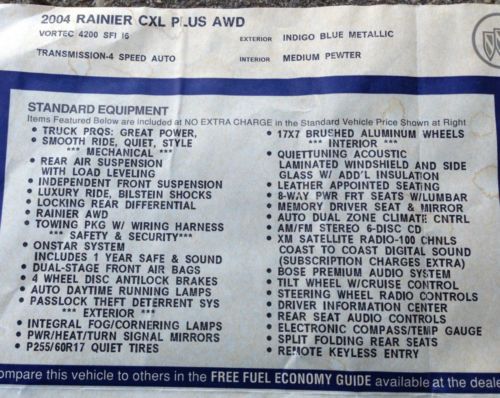 2004 RAINIER CXL PLUS AWD
VORTEC 4200 SFI I6
EXTERIOR INDIGO BLUE METALLIC
TRANSMISSION-4 SPEED AUTO
INTERIOR MEDIUM PEWTER
STANDARD EQUIPMENT
Items Featured Below are included at NO EXTRA CHARGE in the Standard Vehicle Price Shown at Right
• TRUCK PRQS: GREAT POWER,
• SMOOTH RIDE, QUIET, STYLE
*** MECHANICAL ***
• REAR AIR SUSPENSION
WITH LOAD LEVELING
• INDEPENDENT FRONT SUSPENSION
• LUXURY RIDE, BILSTEIN SHOCKS
• LOCKING REAR DIFFERENTIAL
• RAINIER AWD
• TOWING PKG W/ WIRING HARNESS
*** SAFETY & SECURITY***
• ONSTAR SYSTEM
INCLUDES 1 YEAR SAFE & SOUND
• DUAL-STAGE FRONT AIR BAGS
• 4 WHEEL DISC ANTILOCK BRAKES
• AUTO DAYTIME RUNNING LAMPS
• PASSLOCK THEFT DETERRENT SYS
*** EXTERIOR ***
• INTEGRAL FOG/CORNERING LAMPS
• PWR/HEAT/TURN SIGNAL MIRRORS
• P255/60R17 QUIET TIRES
• 17X7 BRUSHED ALUMINUM WHEELS
*** INTERIOR ***
• QUIETTUNING ACOUSTIC
LAMINATED WINDSHIELD AND SIDE
GLASS W/ ADD'L INSULATION
• LEATHER APPOINTED SEATING
• 8-WAY PWR FRT SEATS W/LUMBAR
• MEMORY DRIVER SEAT & MIRROR
• AUTO DUAL ZONE CLIMATE CNTRL
• AM/FM STEREO 6-DISC CD
• XM SATELLITE RADIO-100 CHNLS
COAST TO COAST DIGITAL SOUND
(SUBSCRIPTION CHARGES EXTRA)
• BOSE PREMIUM AUDIO SYSTEM
• TILT WHEEL W/CRUISE CONTROL
• STEERING WHEEL RADIO CONTROLS
• DRIVER INFORMATION CENTER
• REAR SEAT AUDIO CONTROLS
• ELECTRONIC COMPASS/TEMP GAUGE
• SPLIT FOLDING REAR SEATS
• REMOTE KEYLESS ENTRY
ompare this vehicle to others in the FREE FUEL ECONOMY GUIDE available at the deale